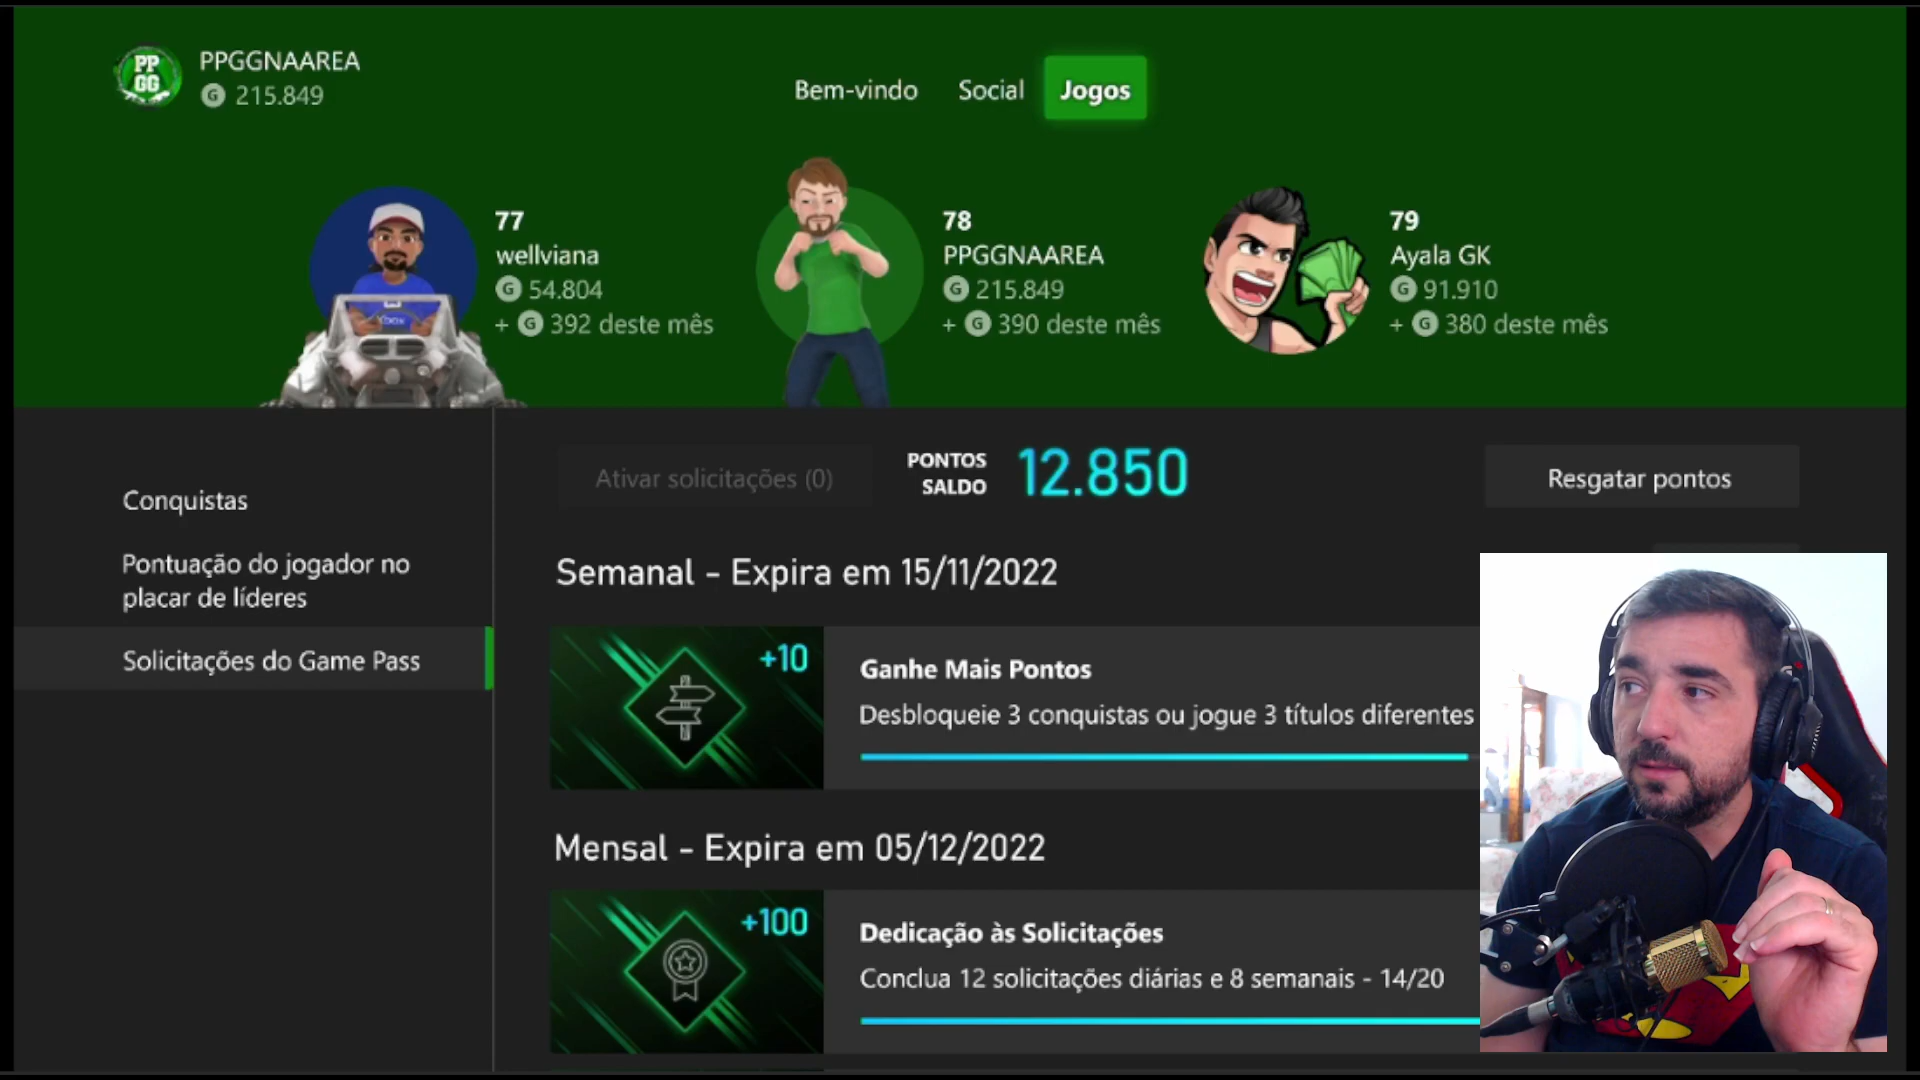 PP
GG
PPGGNAAREA
G 215.849
Bem-vindo
Social
Jogos
77
wellviana
G 54.804
+ G 392 deste mês
78
PPGGNAAREA
G 215.849
+ G 390 deste mês
79
Ayala GK
G 91.910
+ G 380 deste mês
Xbox
Conquistas
Pontuação do jogador no
placar de líderes
Solicitações do Game Pass
Ativar solicitações (0)
PONTOS
SALDO
12.850
Resgatar pontos
Semanal - Expira em 15/11/2022
+10
Ganhe Mais Pontos
Desbloqueie 3 conquistas ou jogue 3 títulos diferentes
Mensal - Expira em 05/12/2022
+100
Dedicação às Solicitações
Conclua 12 solicitações diárias e 8 semanais - 14/20